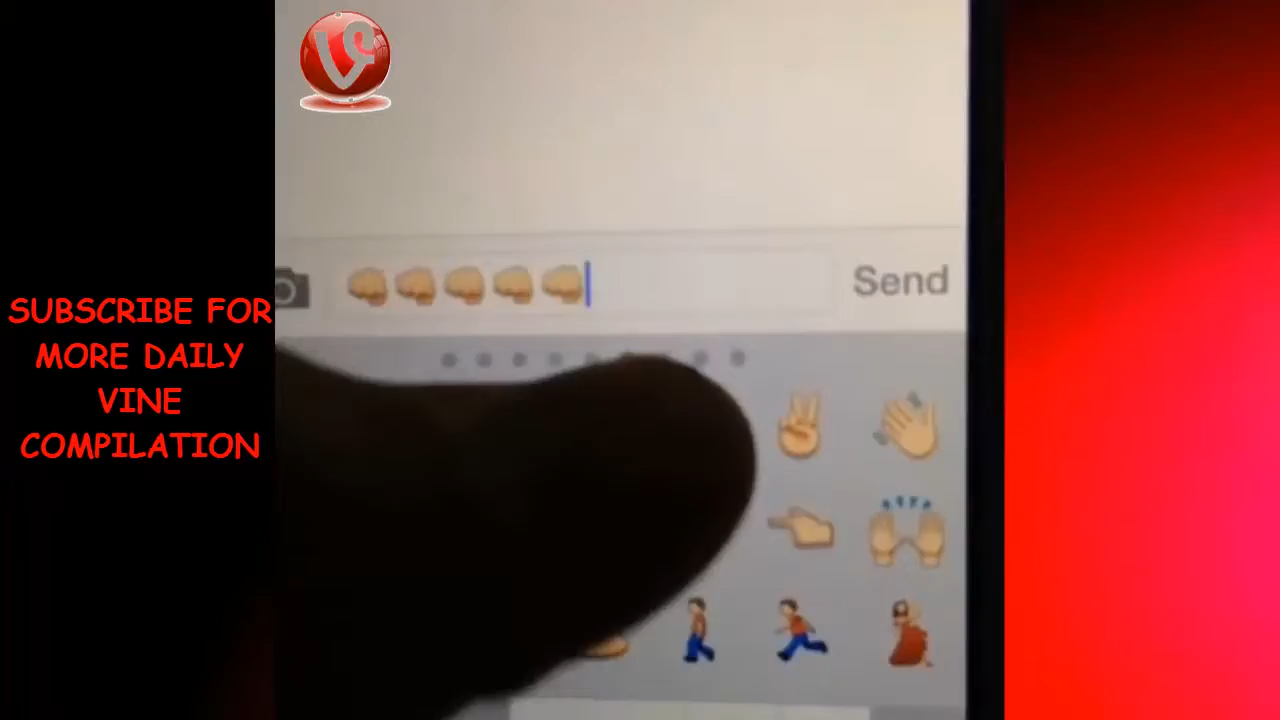 SUBSCRIBE FOR
MORE DAILY
VINE
COMPILATION
Send